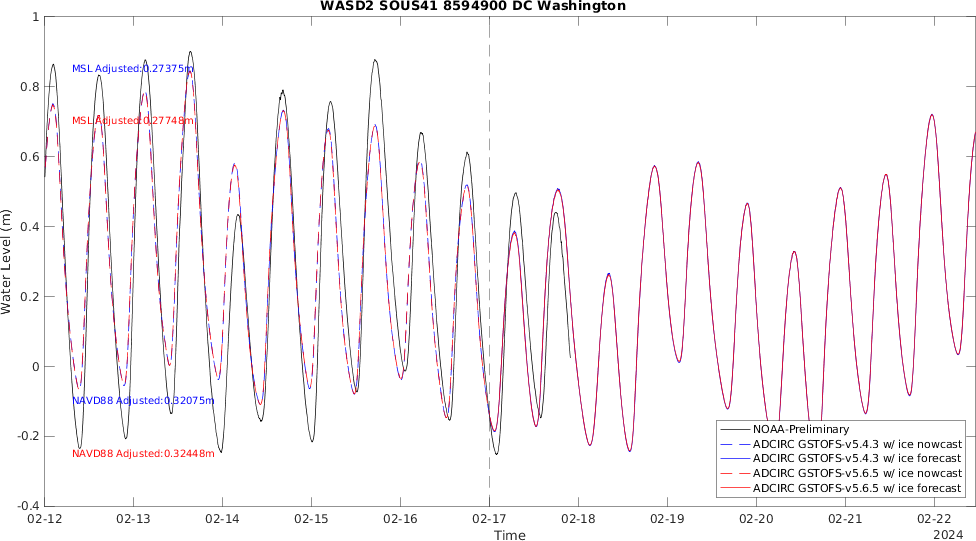 WASD2 SOUS41 8594900 DC Washington
1
0.8
0.6
0.4
0.2
0
-0.2
-0.4
Water Level (m)
MSL Adjusted:0.27375m
MSL Adjusted:0.27748m
NAVD88 Adjusted:0.32075m
NAVD88 Adjusted:0.32448m
NOAA-Preliminary
ADCIRC GSTOFS-v5.4.3 w/ ice nowcast
ADCIRC GSTOFS-v5.4.3 w/ ice forecast
ADCIRC GSTOFS-v5.6.5 w/ ice nowcast
ADCIRC GSTOFS-v5.6.5 w/ ice forecast
02-12 02-13 02-14 02-15 02-16 02-17 02-18 02-19 02-20 02-21 02-22
Time
2024